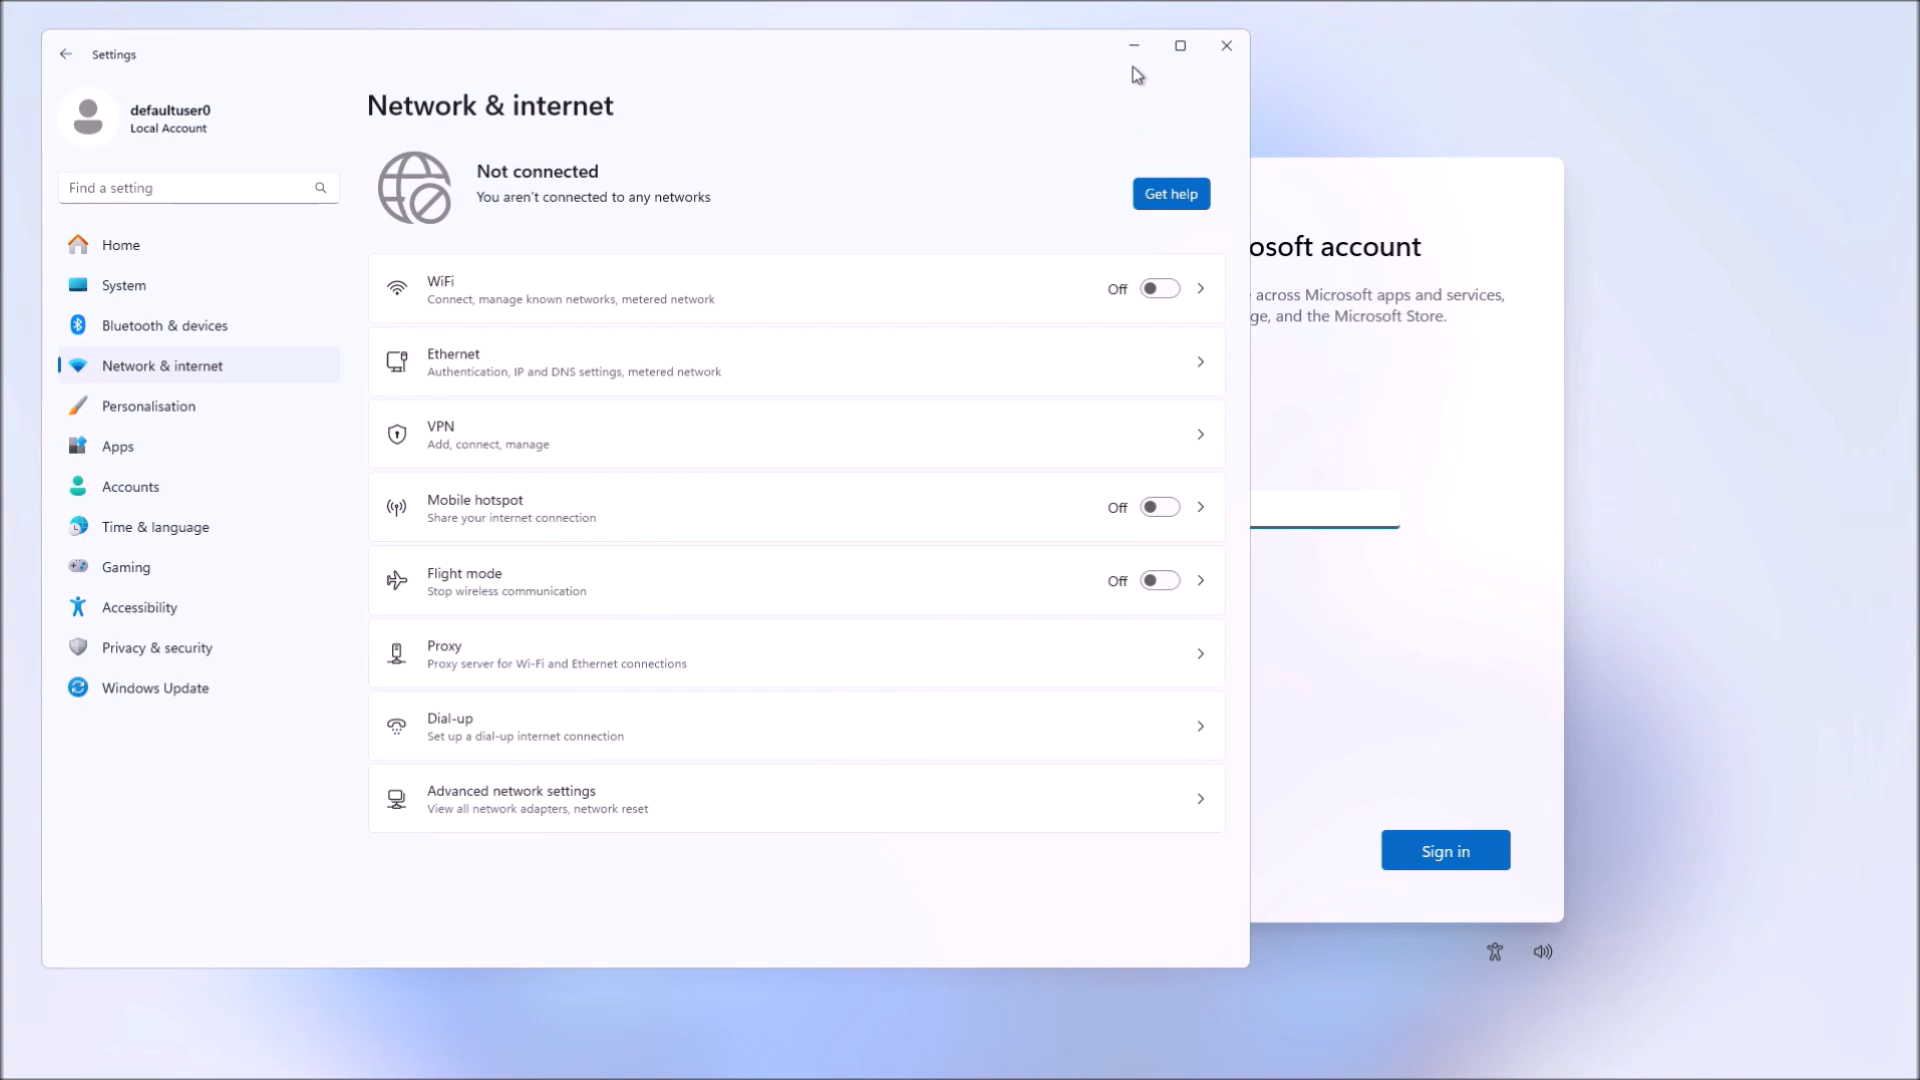 Settings
defaultuser0
Local Account
Find a setting
Home
System
Bluetooth & devices
Network & internet
Personalisation
Apps
Accounts
Time & language
Gaming
Accessibility
Privacy & security
Windows Update
Network & internet
Not connected
You aren't connected to any networks
Get help
WiFi
Connect, manage known networks, metered network
Off
Ethernet
Authentication, IP and DNS settings, metered network
VPN
Add, connect, manage
Mobile hotspot
Share your internet connection
Off
Flight mode
Stop wireless communication
Off
Proxy
Proxy server for Wi-Fi and Ethernet connections
Dial-up
Set up a dial-up internet connection
Advanced network settings
View all network adapters, network reset
osoft account
across Microsoft apps and services,
ge, and the Microsoft Store.
Sign in